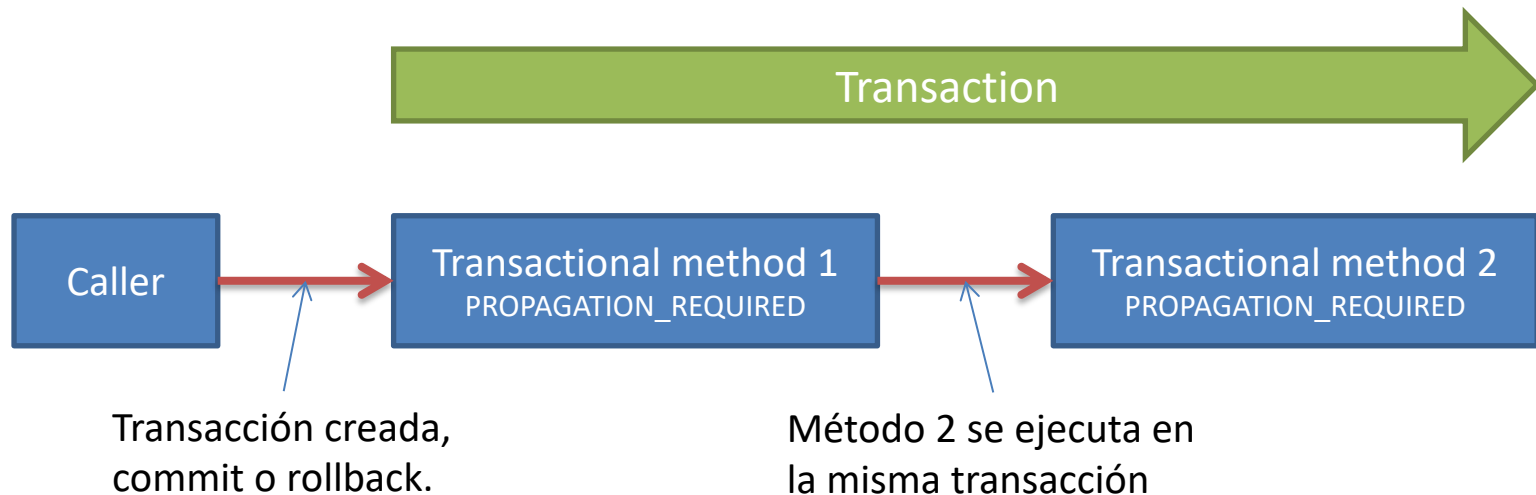 Transaction
Caller
Transactional method 1
PROPAGATION_REQUIRED
Transactional method 2
PROPAGATION_REQUIRED
Transacción creada,
commit o rollback.
Método 2 se ejecuta en
la misma transacción